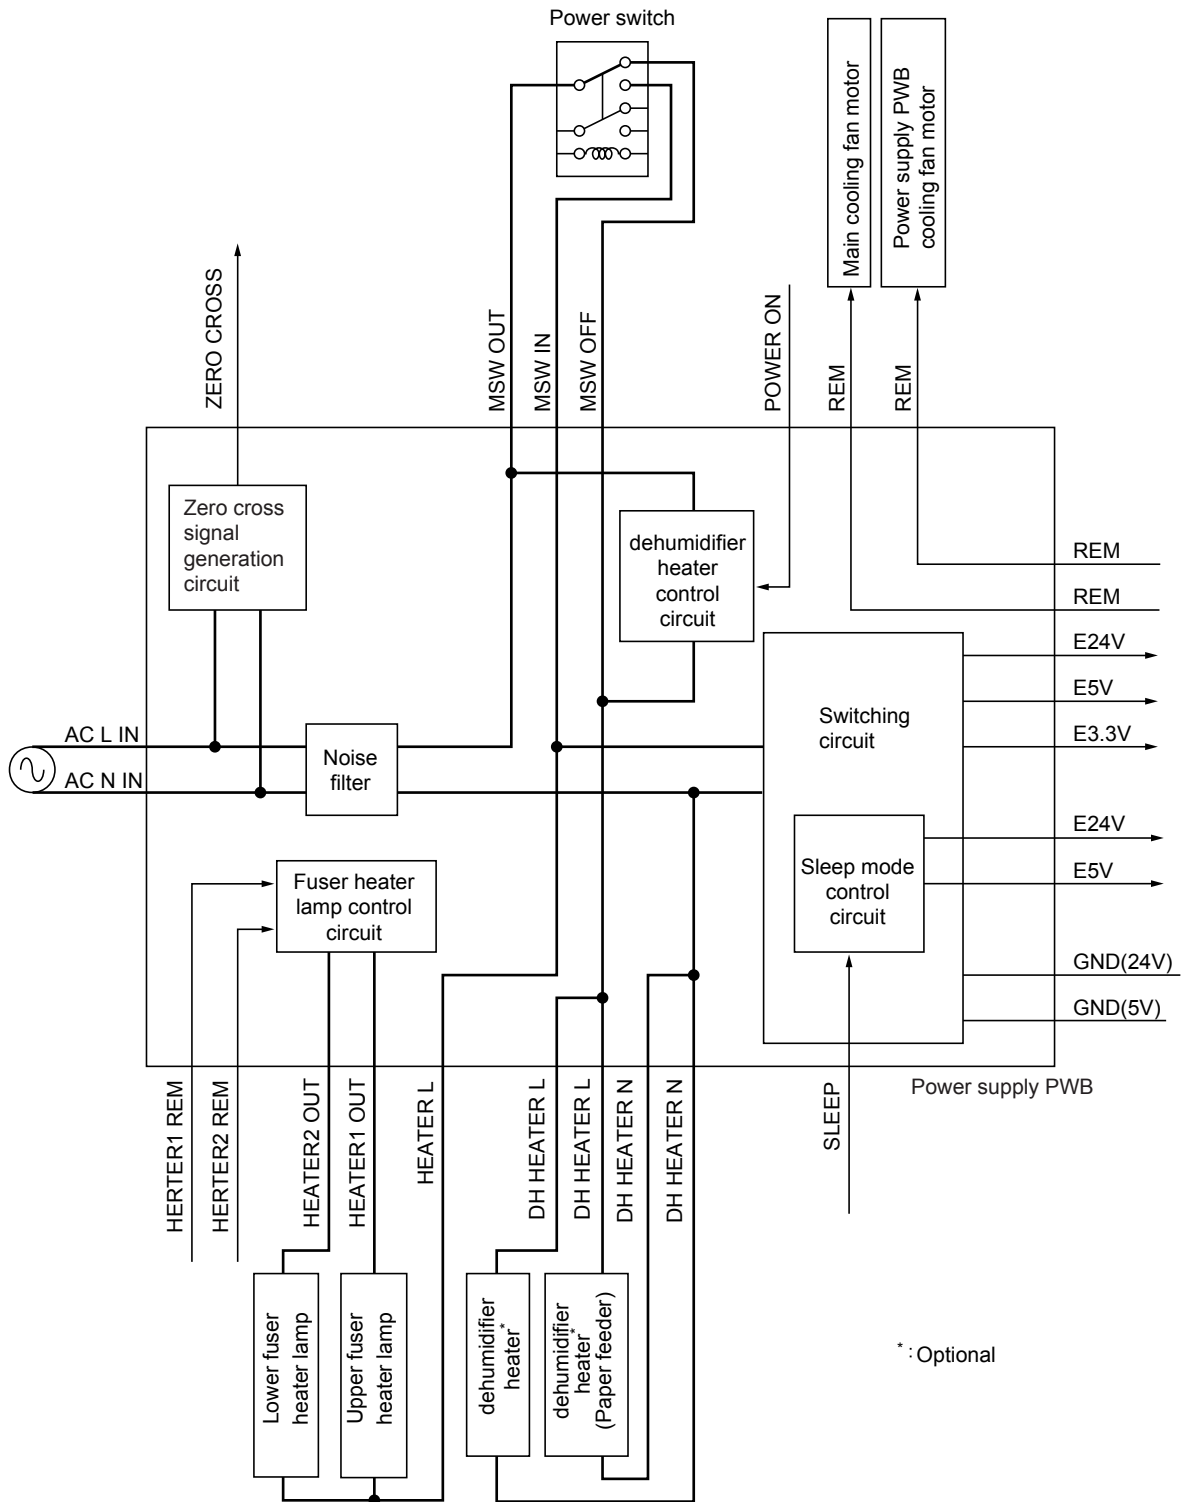 Power switch
Main cooling fan motor
Power supply PWB
cooling fan motor
ZERO CROSS
MSW OUT
MSW IN
MSW OFF
POWER ON
REM
REM
Zero cross
signal
generation
circuit
dehumidifier
heater
control
circuit
REM
REM
E24V
E5V
E3.3V
Switching
circuit
AC L IN
AC N IN
Noise
filter
E24V
E5V
Sleep mode
control
circuit
Fuser heater
lamp control
circuit
GND(24V)
GND(5V)
Power supply PWB
HERTER1 REM
HERTER2 REM
HEATER2 OUT
HEATER1 OUT
HEATER L
DH HEATER L
DH HEATER L
DH HEATER N
DH HEATER N
SLEEP
Lower fuser
heater lamp
Upper fuser
heater lamp
dehumidifier
heater*
dehumidifier
heater*
(Paper feeder)
* : Optional